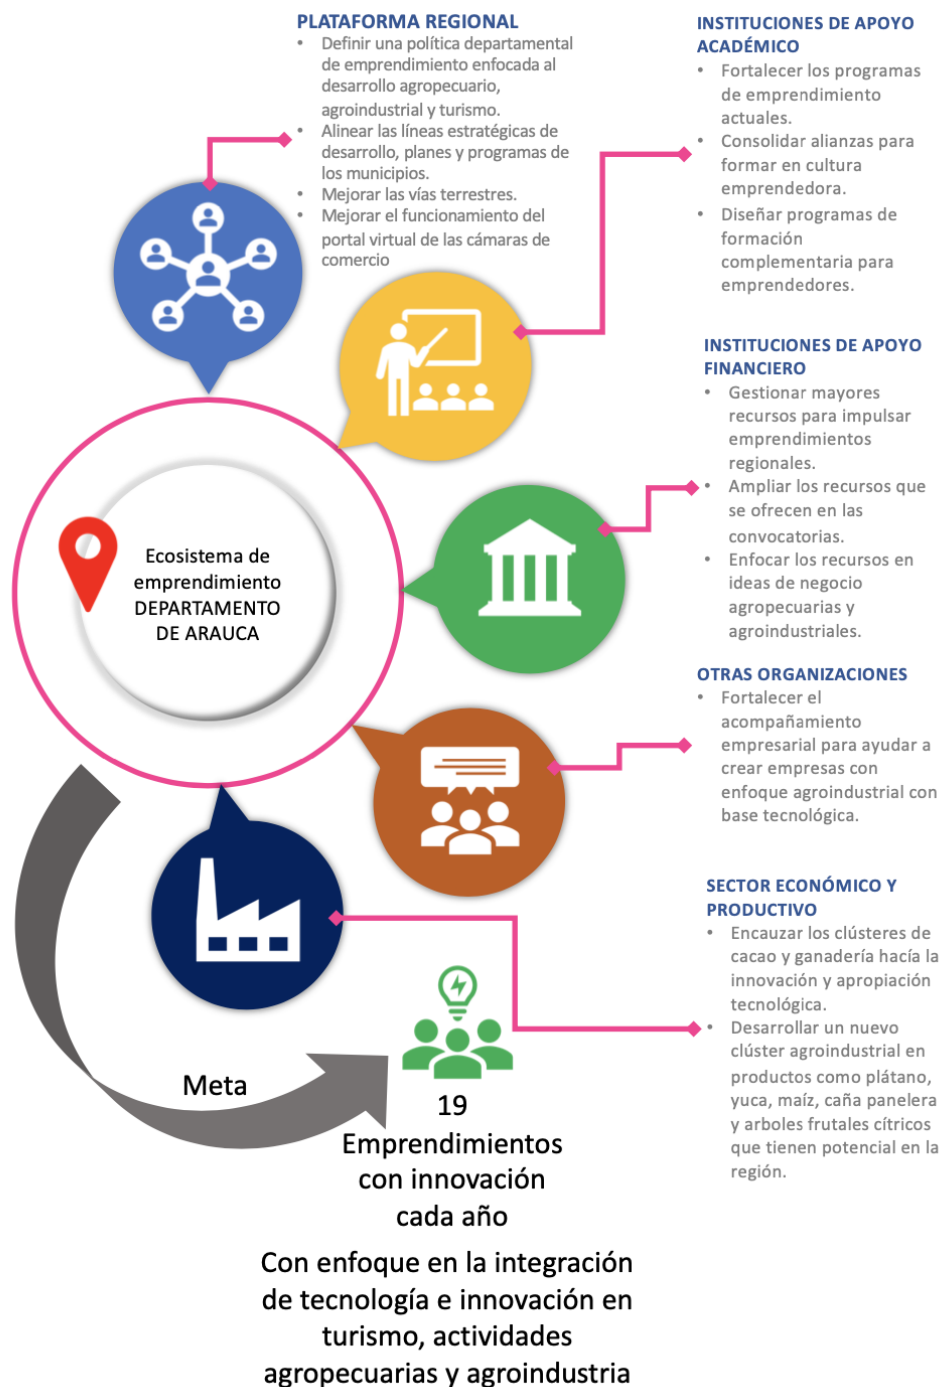 PLATAFORMA REGIONAL
• Definir una política departamental
de emprendimiento enfocada al
desarrollo agropecuario,
agroindustrial y turismo.
• Alinear las líneas estratégicas de
desarrollo, planes y programas de
los municipios.
• Mejorar las vías terrestres.
• Mejorar el funcionamiento del
portal virtual de las cámaras de
comercio
INSTITUCIONES DE APOYO
ACADÉMICO
• Fortalecer los programas
de emprendimiento
actuales.
• Consolidar alianzas para
formar en cultura
emprendedora.
• Diseñar programas de
formación
complementaria para
emprendedores.
INSTITUCIONES DE APOYO
FINANCIERO
• Gestionar mayores
recursos para impulsar
emprendimientos
regionales.
• Ampliar los recursos que
se ofrecen en las
convocatorias.
• Enfocar los recursos en
ideas de negocio
agropecuarias y
agroindustriales.
Ecosistema de
emprendimiento
DEPARTAMENTO
DE ARAUCA
OTRAS ORGANIZACIONES
• Fortalecer el
acompañamiento
empresarial para ayudar a
crear empresas con
enfoque agroindustrial con
base tecnológica.
SECTOR ECONÓMICO Y
PRODUCTIVO
• Encauzar los clústeres de
cacao y ganadería hacía la
innovación y apropiación
tecnológica.
• Desarrollar un nuevo
clúster agroindustrial en
productos como plátano,
yuca, maíz, caña panelera
y arboles frutales cítricos
que tienen potencial en la
región.
Meta
19
Emprendimientos
con innovación
cada año
Con enfoque en la integración
de tecnología e innovación en
turismo, actividades
agropecuarias y agroindustria